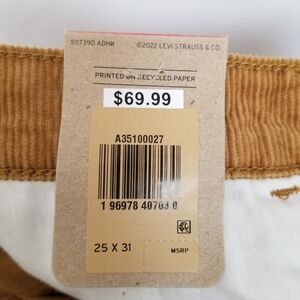 SU7390 ADHK
©2022 LEVI STRAUSS & CO.
PRINTED ON RECYCLED PAPER
$69.99
A35100027
1 96978 40703 0
25 X 31
MSRP